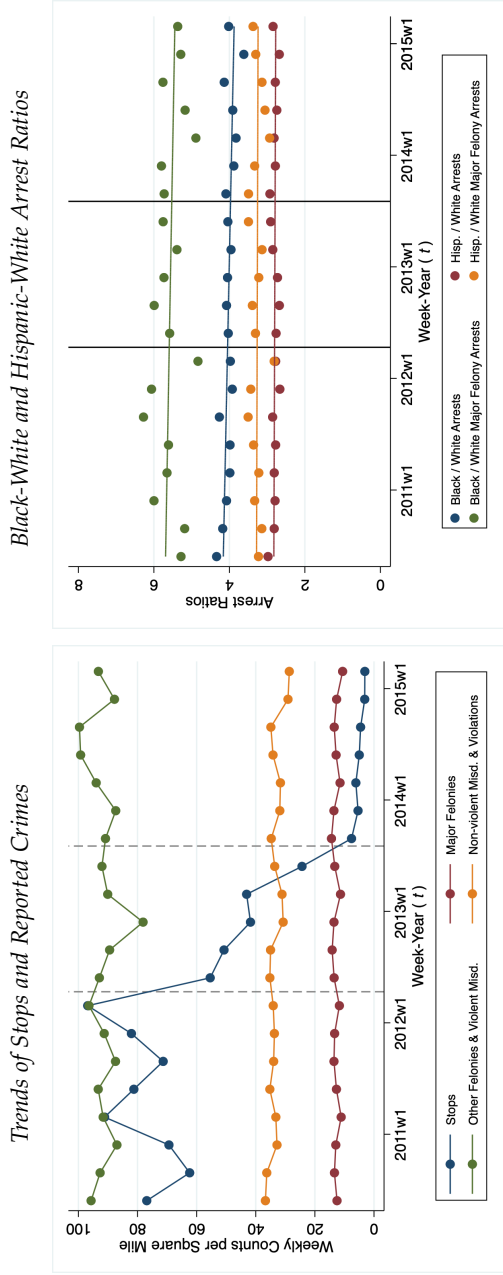 Trends of Stops and Reported Crimes
100
80
60
40
20
0
Weekly Counts per Square Mile
2011w1 2012w1 2013w1 2014w1 2015w1
Week-Year (t)
Stops Major Felonies
Other Felonies & Violent Misd. Non-violent Misd. & Violations
Black-White and Hispanic-White Arrest Ratios
8
6
4
2
0
Arrest Ratios
2011w1 2012w1 2013w1 2014w1 2015w1
Week-Year (t)
Black / White Arrests Hisp. / White Arrests
Black / White Major Felony Arrests Hisp. / White Major Felony Arrests